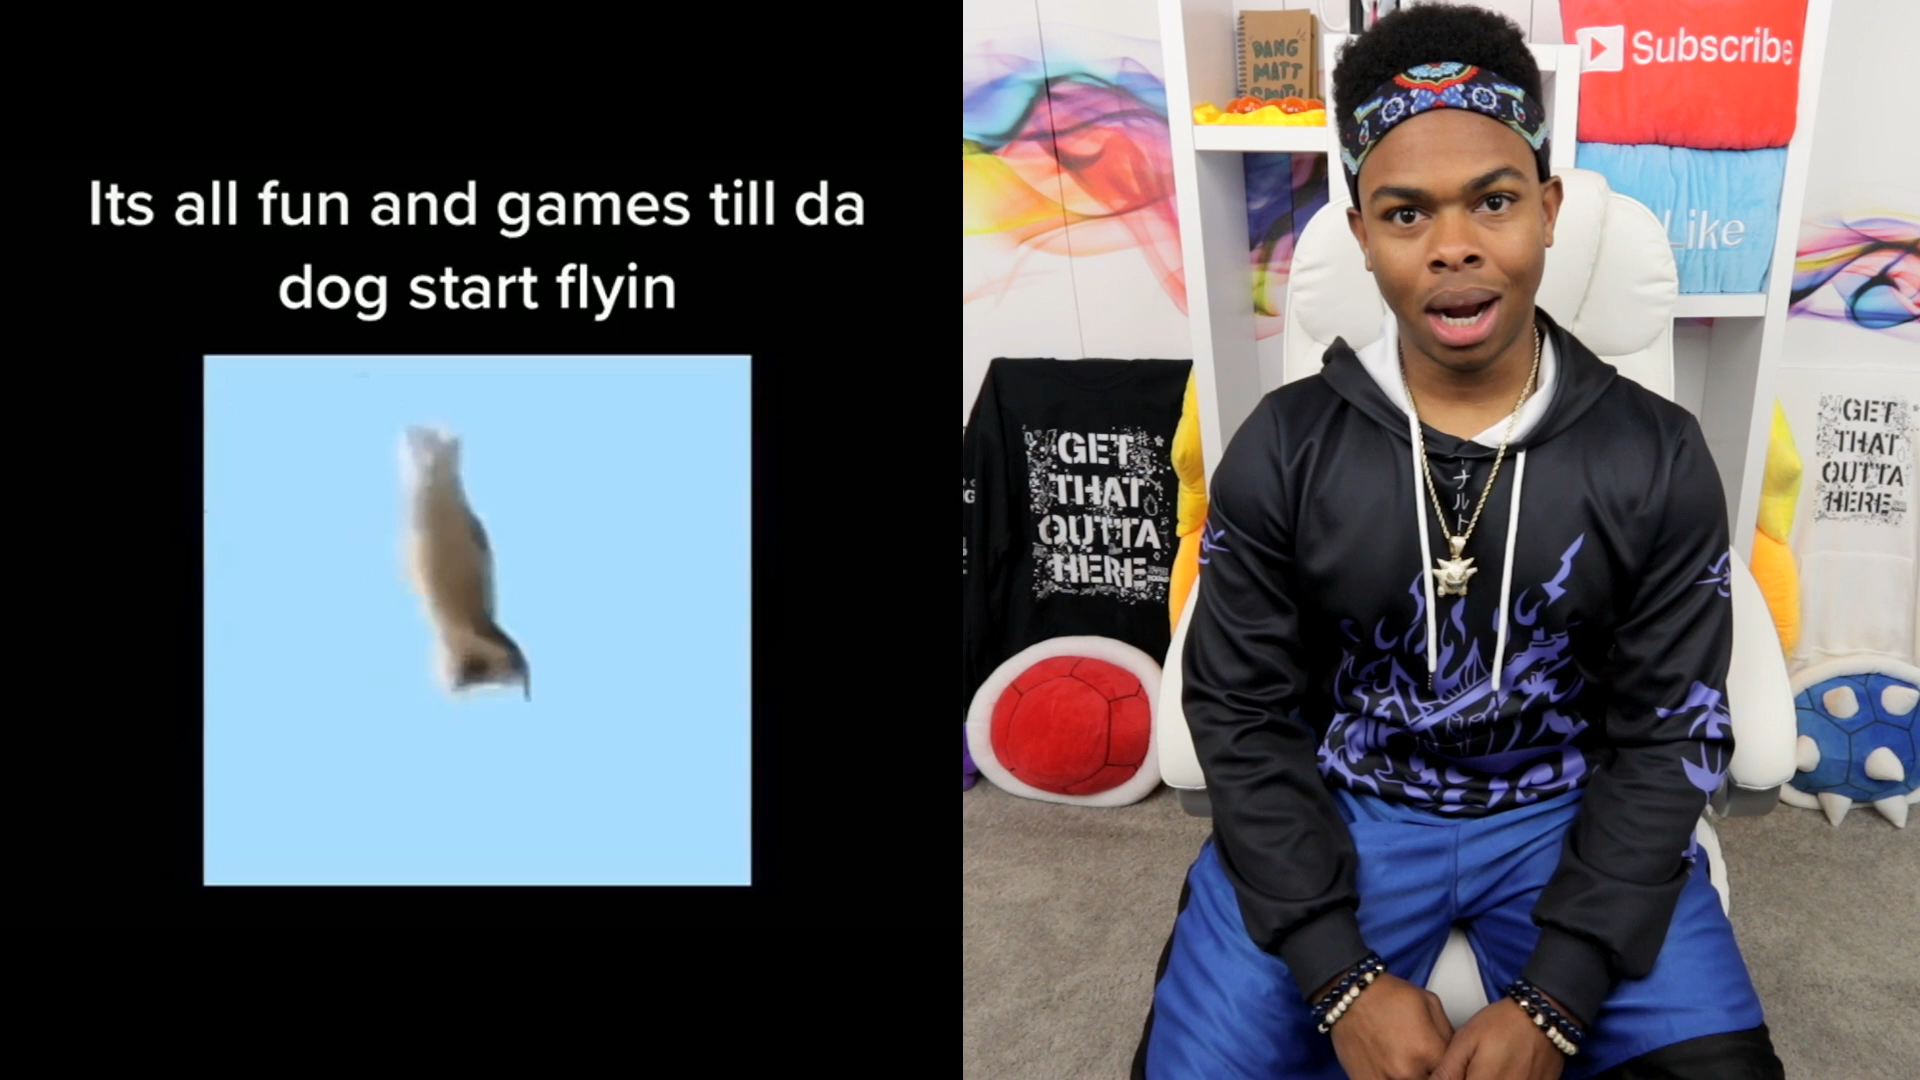 Its all fun and games till da
dog start flyin
DANG
MATT
SMITH
Subscribe
Like
GET
THAT
OUTTA
HERE
ナルト
GET
THAT
OUTTA
HERE